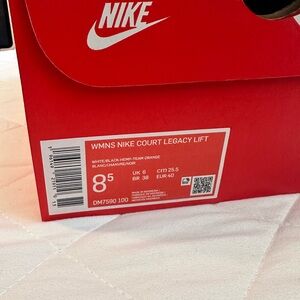 NIKE
WMNS NIKE COURT LEGACY LIFT
WHITE/BLACK-HEMP-TEAM ORANGE
BLANC/CHANVRE/NOIR
8.5
UK 6 cm 25.5
BR 38 EUR 40
DM7590 100